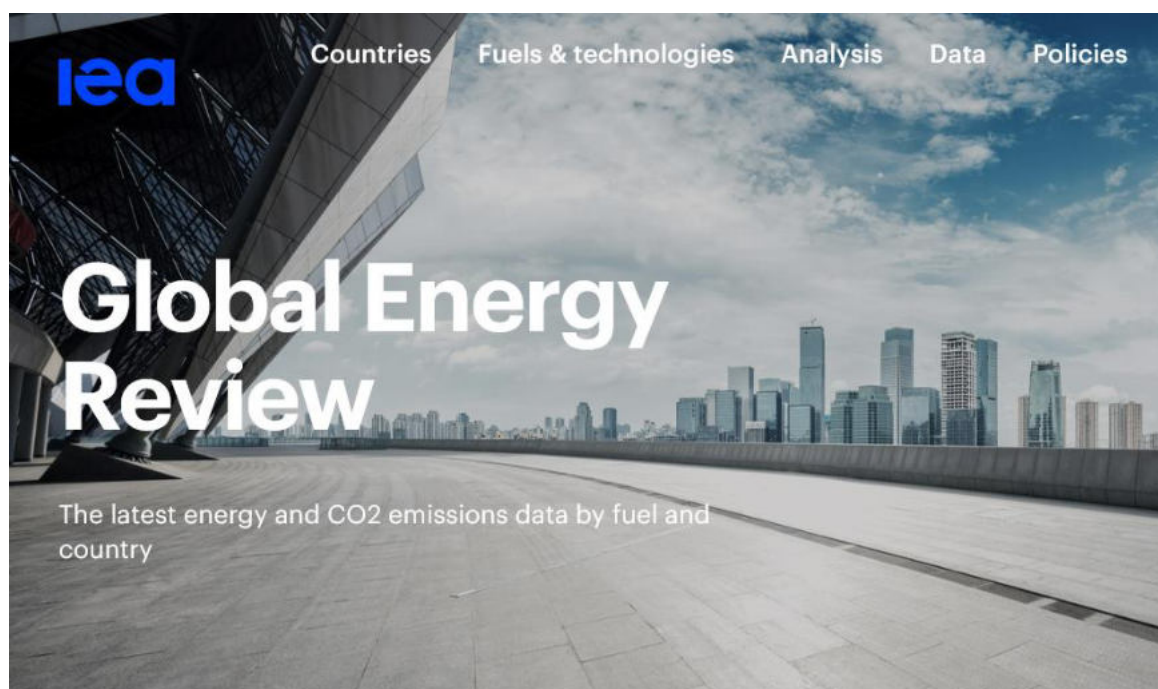 iea
Countries Fuels & technologies Analysis Data Policies
Global Energy
Review
The latest energy and CO2 emissions data by fuel and
country